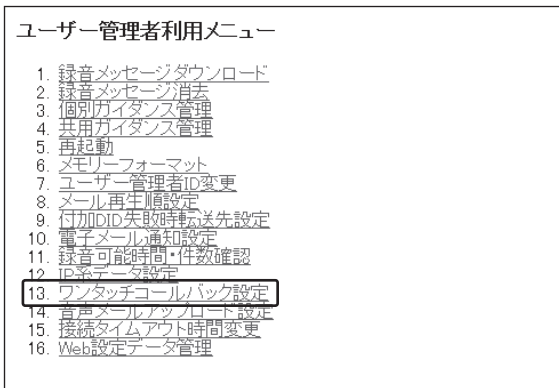 ユーザー管理者利用メニュー
1. 録音メッセージダウンロード
2. 録音メッセージ消去
3. 個別ガイダンス管理
4. 共用ガイダンス管理
5. 再起動
6. メモリーフォーマット
7. ユーザー管理者ID変更
8. メール再生順設定
9. 付加DID失敗時転送先設定
10. 電子メール通知設定
11. 録音可能時間・件数確認
12. IP系データ設定
13. ワンタッチコールバック設定
14. 音声メールアップロード設定
15. 接続タイムアウト時間変更
16. Web設定データ管理